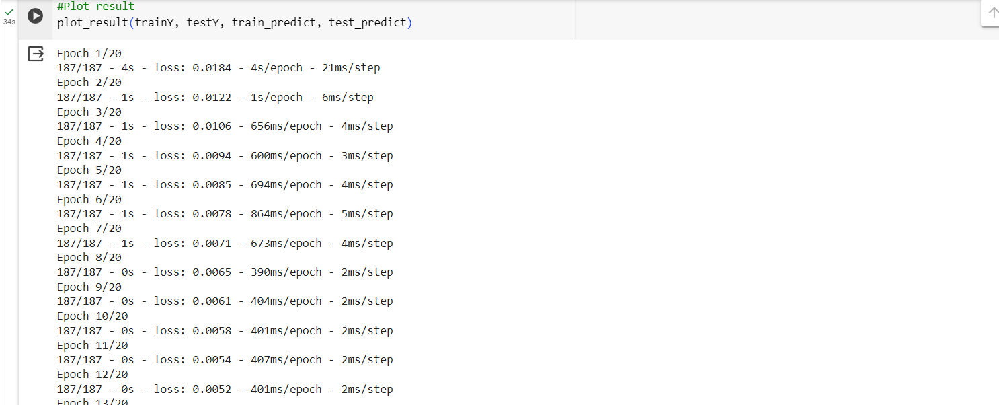 #Plot result
34s
plot_result(trainY, testY, train_predict, test_predict)
Epoch 1/20
187/187 - 4s - loss: 0.0184 - 4s/epoch - 21ms/step
Epoch 2/20
187/187 - 1s - loss: 0.0122 - 1s/epoch - 6ms/step
Epoch 3/20
187/187 - 1s - loss: 0.0106 - 656ms/epoch - 4ms/step
Epoch 4/20
187/187 - 1s - loss: 0.0094 - 600ms/epoch - 3ms/step
Epoch 5/20
187/187 - 1s - loss: 0.0085 - 694ms/epoch - 4ms/step
Epoch 6/20
187/187 - 1s - loss: 0.0078 - 864ms/epoch - 5ms/step
Epoch 7/20
187/187 - 1s - loss: 0.0071 - 673ms/epoch - 4ms/step
Epoch 8/20
187/187 - 0s - loss: 0.0065 - 390ms/epoch - 2ms/step
Epoch 9/20
187/187 - 0s - loss: 0.0061 - 404ms/epoch - 2ms/step
Epoch 10/20
187/187 - 0s - loss: 0.0058 - 401ms/epoch - 2ms/step
Epoch 11/20
187/187 - 0s - loss: 0.0054 - 407ms/epoch - 2ms/step
Epoch 12/20
187/187 - 0s - loss: 0.0052 - 401ms/epoch - 2ms/step
Epoch 13/20